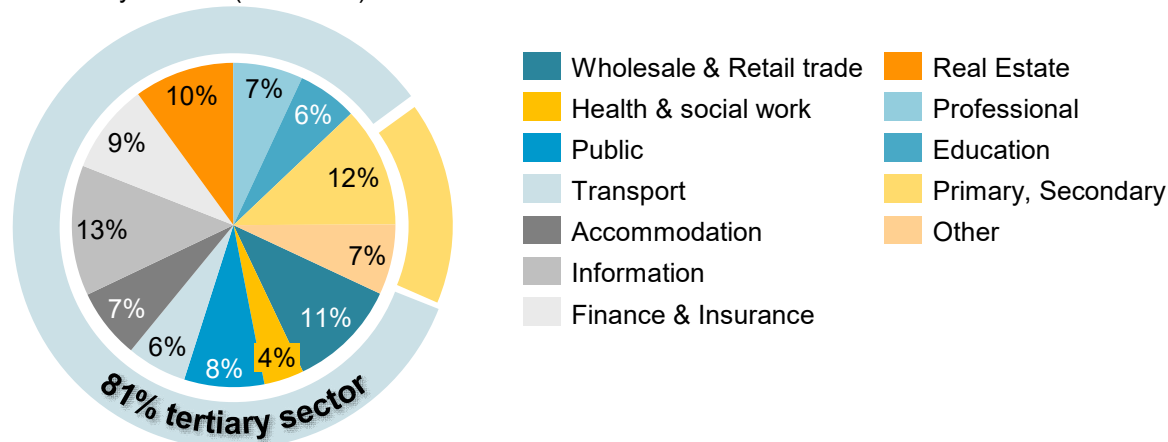 7%
6%
12%
7%
11%
4%
8%
6%
7%
13%
9%
10%
81% tertiary sector
Wholesale & Retail trade
Health & social work
Public
Transport
Accommodation
Information
Finance & Insurance
Real Estate
Professional
Education
Primary, Secondary
Other